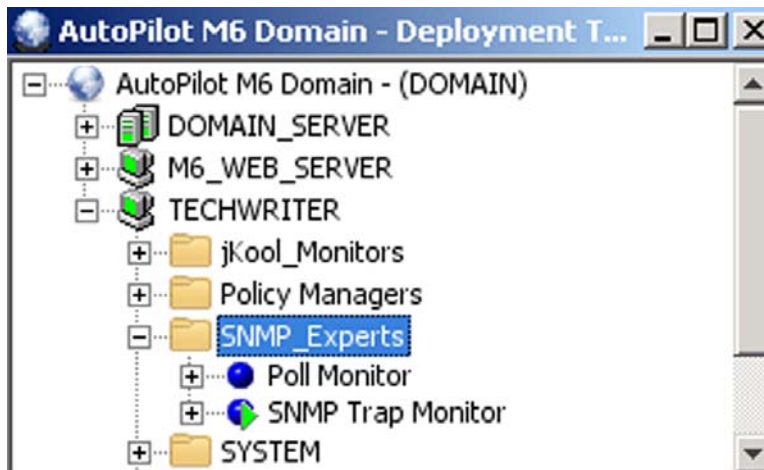 AutoPilot M6 Domain - Deployment T...
AutoPilot M6 Domain - (DOMAIN)
DOMAIN_SERVER
M6_WEB_SERVER
TECHWRITER
jKool_Monitors
Policy Managers
SNMP_Experts
Poll Monitor
SNMP Trap Monitor
SYSTEM